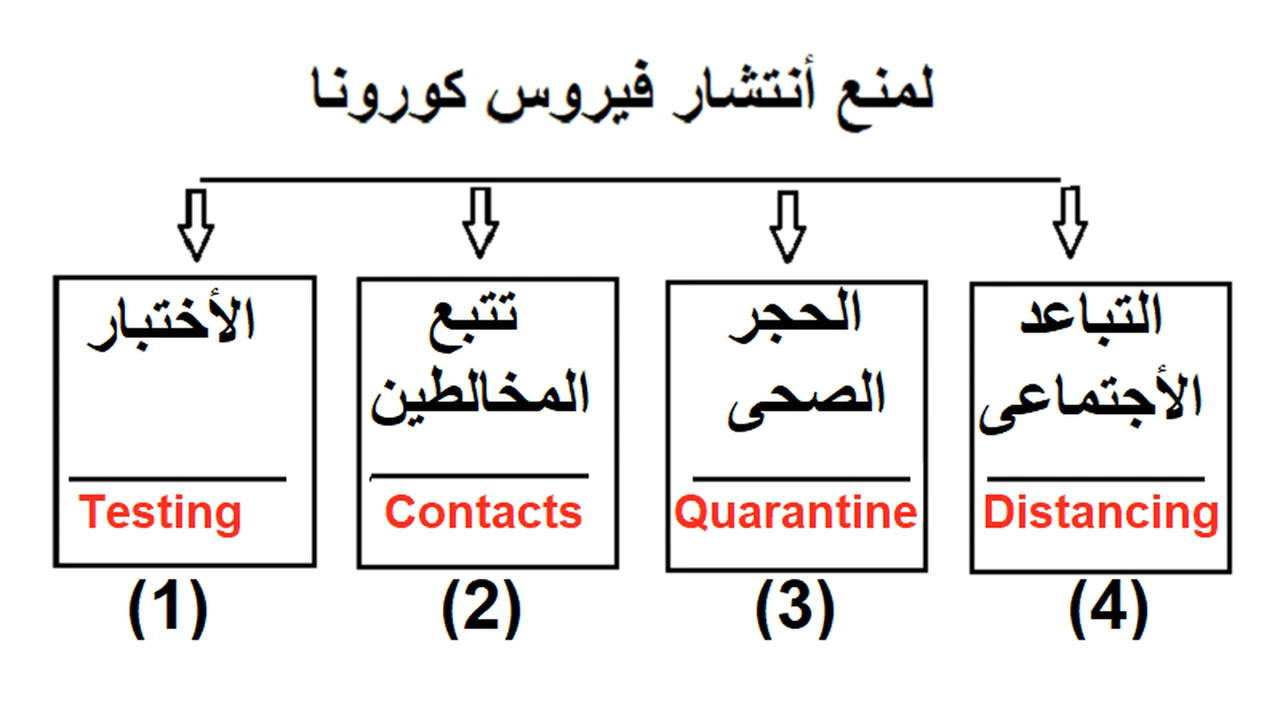 لمنع أنتشار فيروس كورونا
الأختبار
Testing
(1)
تتبع
المخالطين
Contacts
(2)
الحجر
الصحى
Quarantine
(3)
التباعد
الأجتماعى
Distancing
(4)